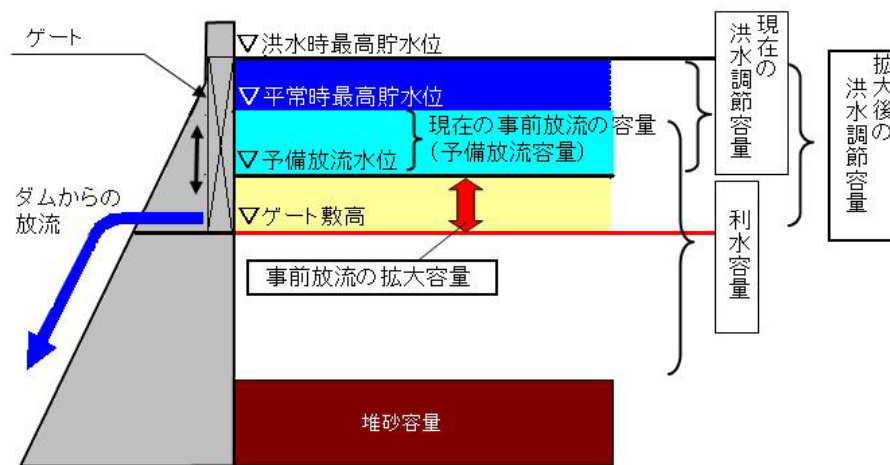 ゲート
▽洪水時最高貯水位
▽平常時最高貯水位
現在の事前放流の容量
(予備放流容量)
▽予備放流水位
ダムからの
放流
▽ゲート敷高
事前放流の拡大容量
堆砂容量
現在の
洪水調節容量
利水容量
拡大後の
洪水調節容量